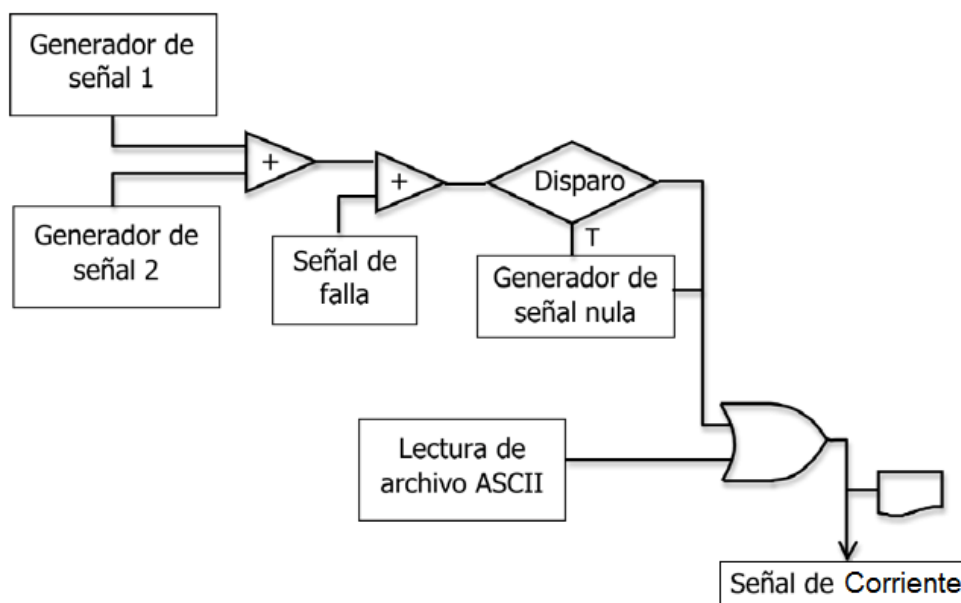 Generador de
señal 1
+
Generador de
señal 2
+
Señal de
falla
Disparo
T
Generador de
señal nula
Lectura de
archivo ASCII
Señal de Corriente